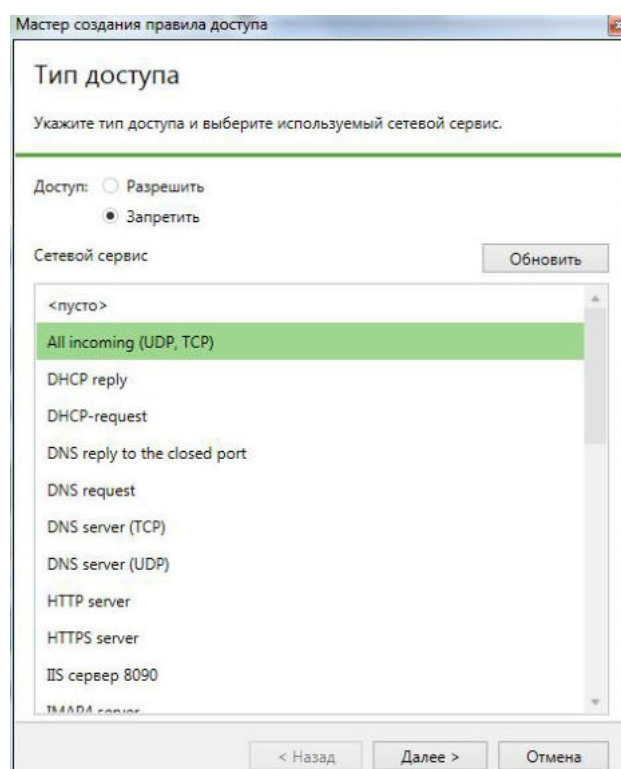 Мастер создания правила доступа
Тип доступа
Укажите тип доступа и выберите используемый сетевой сервис.
Доступ: Разрешить
Запретить
Сетевой сервис Обновить
<пусто>
All incoming (UDP, TCP)
DHCP reply
DHCP-request
DNS reply to the closed port
DNS request
DNS server (TCP)
DNS server (UDP)
HTTP server
HTTPS server
IIS сервер 8090
IMAP4 server
< Назад Далее > Отмена